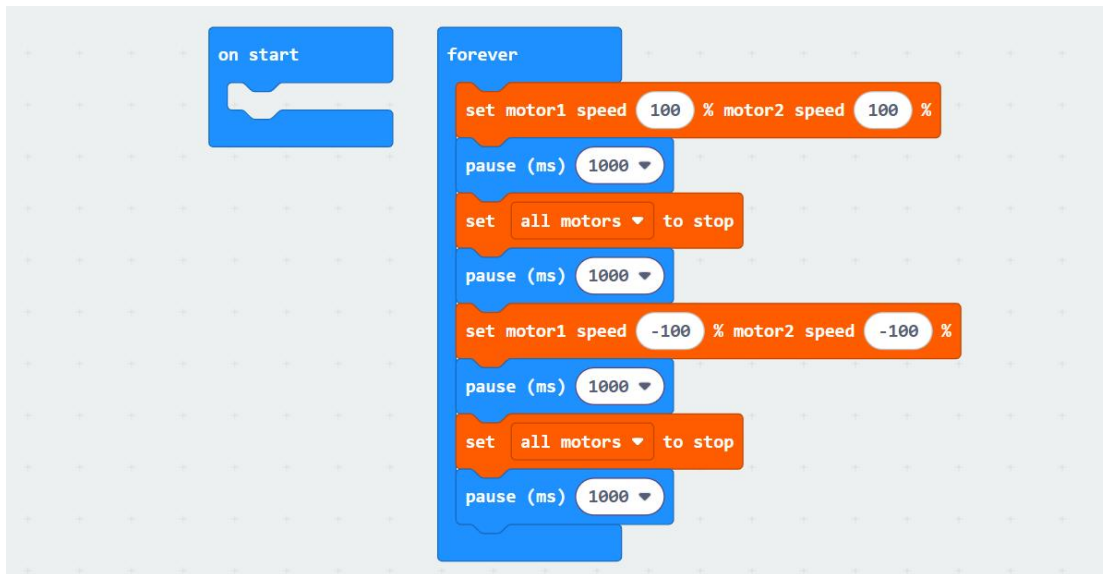 on start
forever
set motor1 speed 100 % motor2 speed 100 %
pause (ms) 1000
set all motors to stop
pause (ms) 1000
set motor1 speed -100 % motor2 speed -100 %
pause (ms) 1000
set all motors to stop
pause (ms) 1000